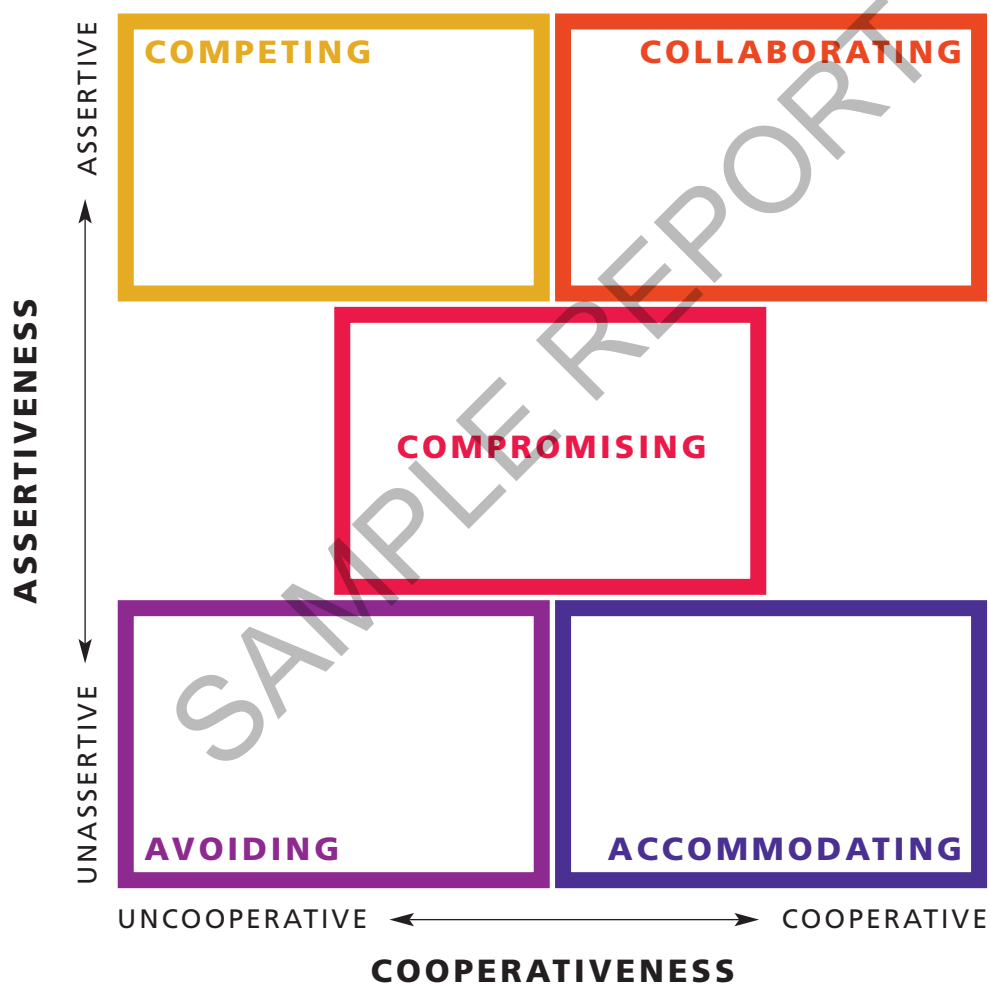 ASSERTIVE
COMPETING
COLLABORATING
SAMPLE REPORT
ASSERTIVENESS
COMPROMISING
UNASSERTIVE
AVOIDING
ACCOMMODATING
UNCOOPERATIVE
COOPERATIVE
COOPERATIVENESS